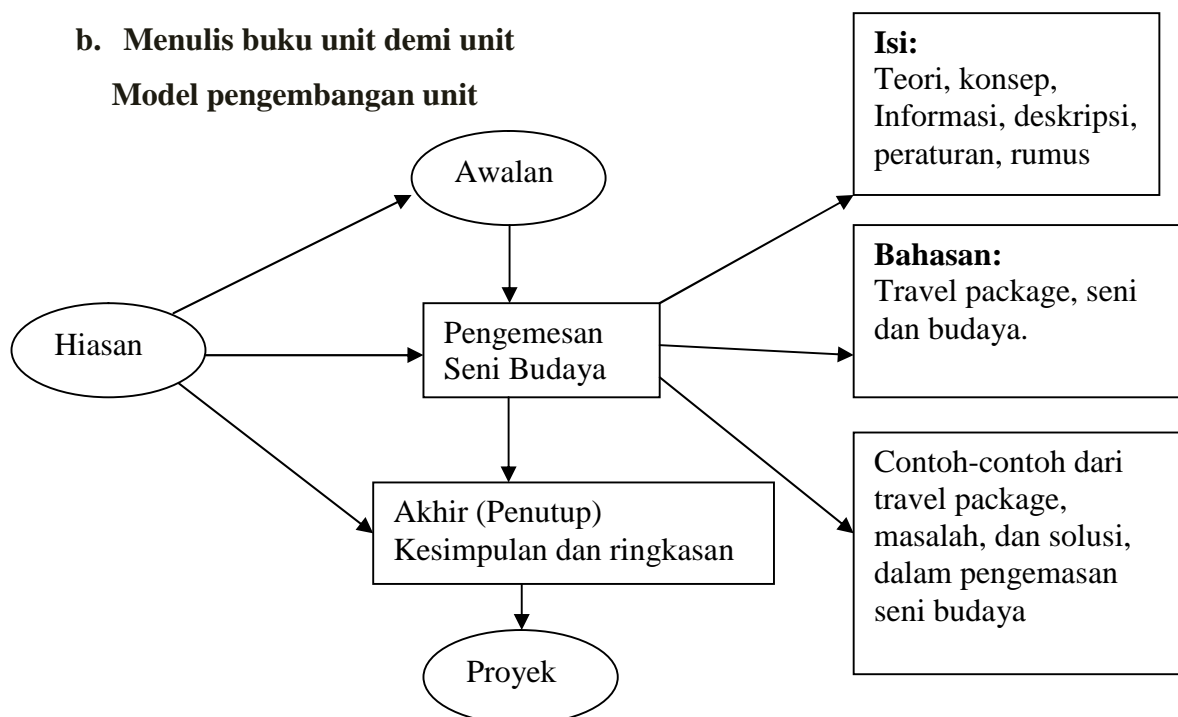 b. Menulis buku unit demi unit
Model pengembangan unit
Awalan
Hiasan
Pengemesan
Seni Budaya
Akhir (Penutup)
Kesimpulan dan ringkasan
Proyek
Isi:
Teori, konsep,
Informasi, deskripsi,
peraturan, rumus
Bahasan:
Travel package, seni
dan budaya.
Contoh-contoh dari
travel package,
masalah, dan solusi,
dalam pengemasan
seni budaya